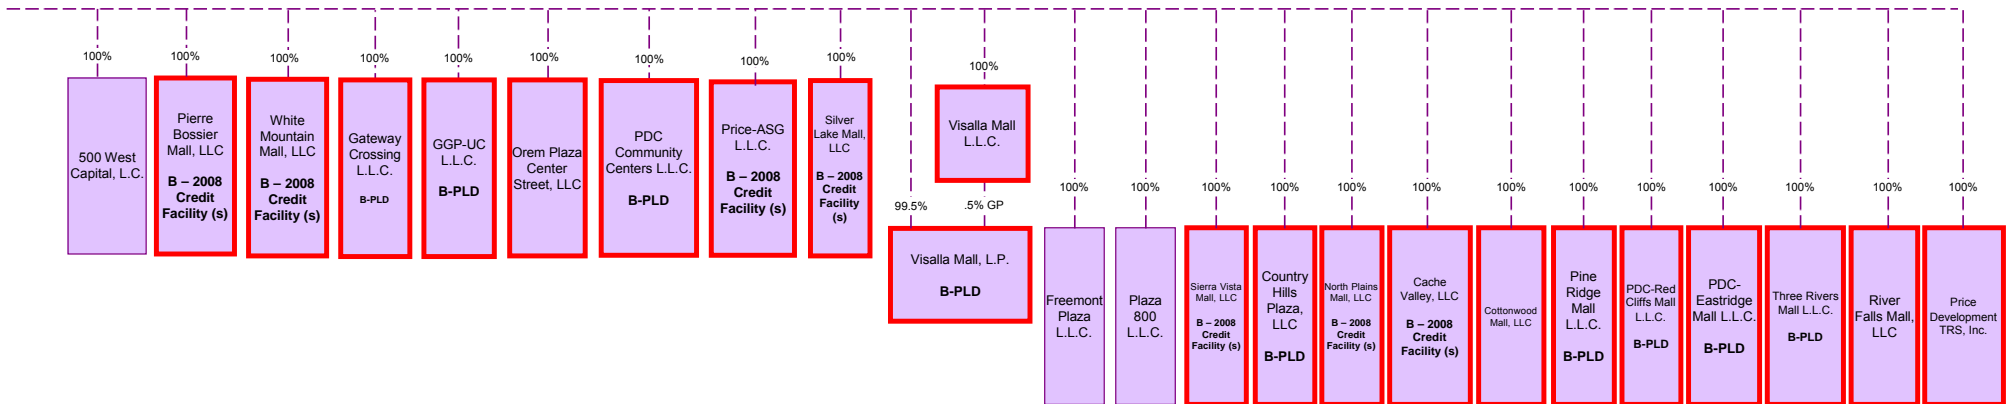 100%
500 West
Capital, L.C.
100%
Pierre
Bossier
Mall, LLC
B – 2008
Credit
Facility (s)
100%
White
Mountain
Mall, LLC
B – 2008
Credit
Facility (s)
100%
Gateway
Crossing
L.L.C.
B-PLD
100%
GGP-UC
L.L.C.
B-PLD
100%
Orem Plaza
Center
Street, LLC
100%
PDC
Community
Centers L.L.C.
B-PLD
100%
Price-ASG
L.L.C.
B – 2008
Credit
Facility (s)
100%
Silver
Lake Mall,
LLC
B – 2008
Credit
Facility
(s)
100%
Visalla Mall
L.L.C.
99.5%
.5% GP
Visalla Mall, L.P.
B-PLD
100%
Freemont
Plaza
L.L.C.
100%
Plaza
800
L.L.C.
100%
Sierra Vista
Mall, LLC
B – 2008
Credit
Facility (s)
100%
Country
Hills
Plaza,
LLC
B-PLD
100%
North Plains
Mall, LLC
B – 2008
Credit
Facility (s)
100%
Cache
Valley, LLC
B – 2008
Credit
Facility (s)
100%
Cottonwood
Mall, LLC
100%
Pine
Ridge
Mall
L.L.C.
B-PLD
100%
PDC-Red
Cliffs Mall
L.L.C.
B-PLD
100%
PDC-
Eastridge
Mall L.L.C.
B-PLD
100%
Three Rivers
Mall L.L.C.
B-PLD
100%
River
Falls Mall,
LLC
100%
Price
Development
TRS, Inc.